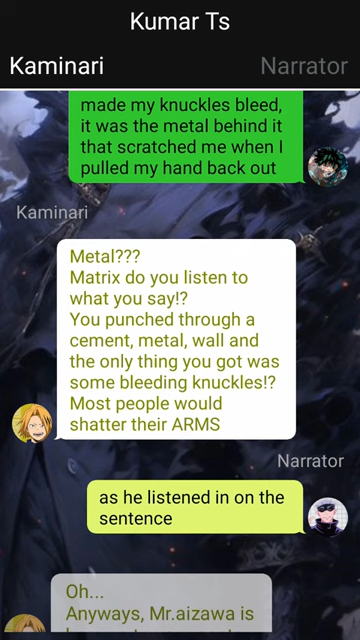 Kumar Ts
Kaminari
Narrator
made my knuckles bleed,
it was the metal behind it
that scratched me when I
pulled my hand back out
Kaminari
Metal???
Matrix do you listen to
what you say!?
You punched through a
cement, metal, wall and
the only thing you got was
some bleeding knuckles!?
Most people would
shatter their ARMS
Narrator
as he listened in on the
sentence
Oh...
Anyways, Mr.aizawa is